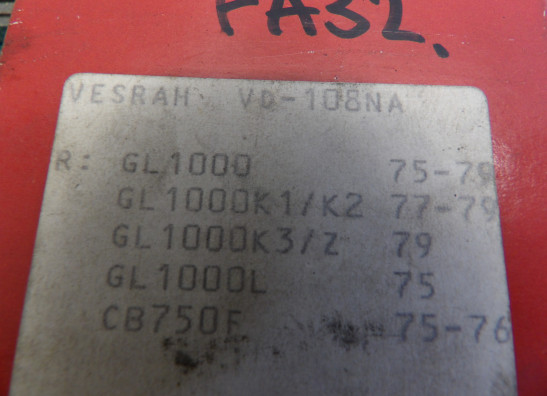 FA32.
VESRAH VD-108NA
R: GL1000 75-79
GL1000K1/K2 77-79
GL1000K3/Z 79
GL1000L 75
CB750F 75-76